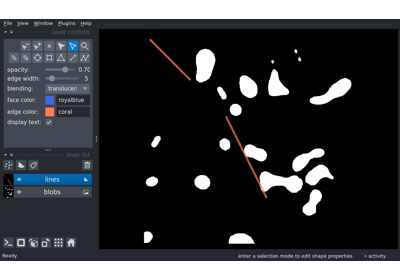 File View Window Plugins Help
layer controls
opacity: 0.70
edge width: 5
blending: translucen
face color: royalblue
edge color: coral
display text:
layer list
lines
blobs
Ready enter a selection mode to edit shape properties activity